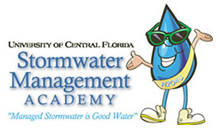 UNIVERSITY OF CENTRAL FLORIDA
Stormwater
Management
ACADEMY
"Managed Stormwater is Good Water"